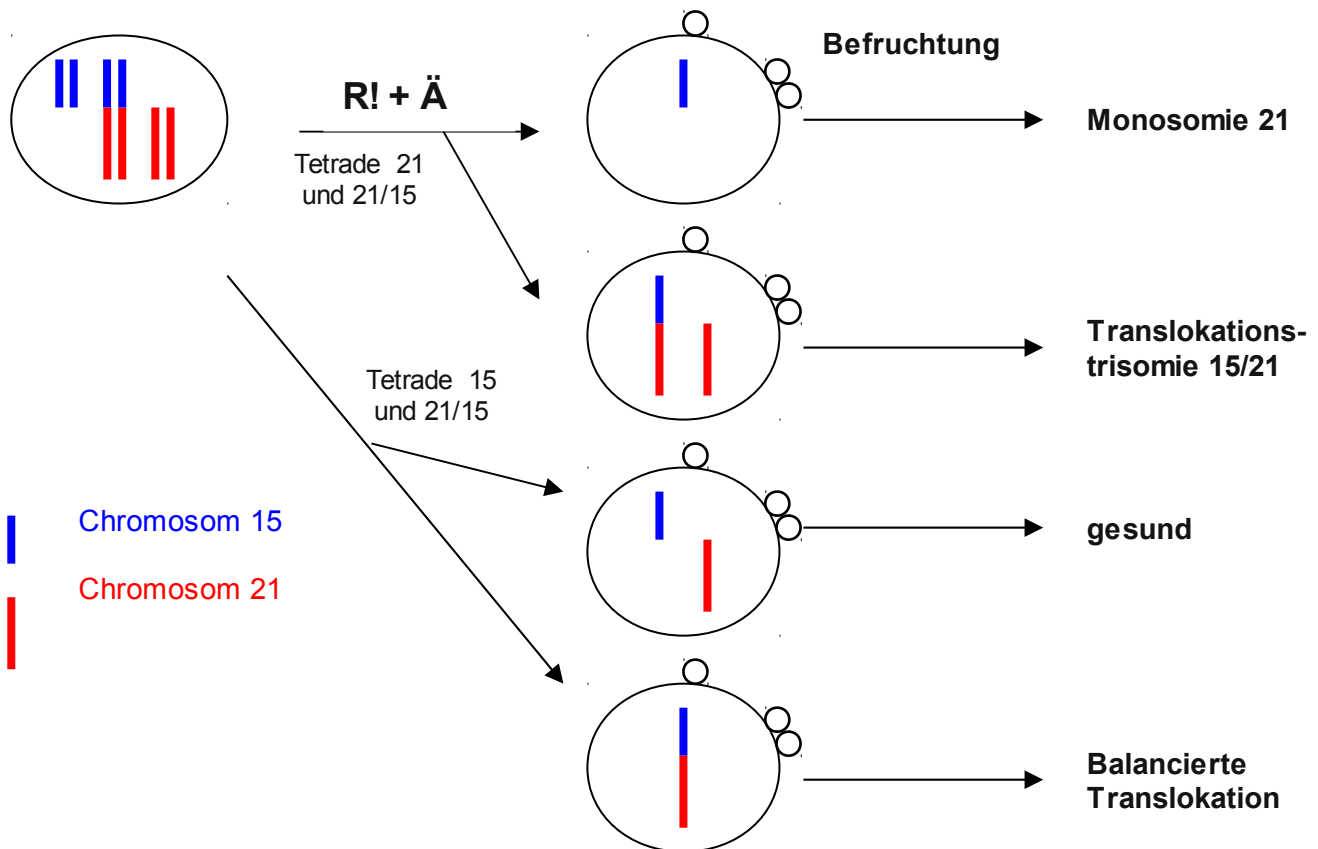 Befruchtung
R! + Ä
Tetrade 21
und 21/15
Monosomie 21
Translokations-
trisomie 15/21
Tetrade 15
und 21/15
Chromosom 15
gesund
Chromosom 21
Balancierte
Translokation